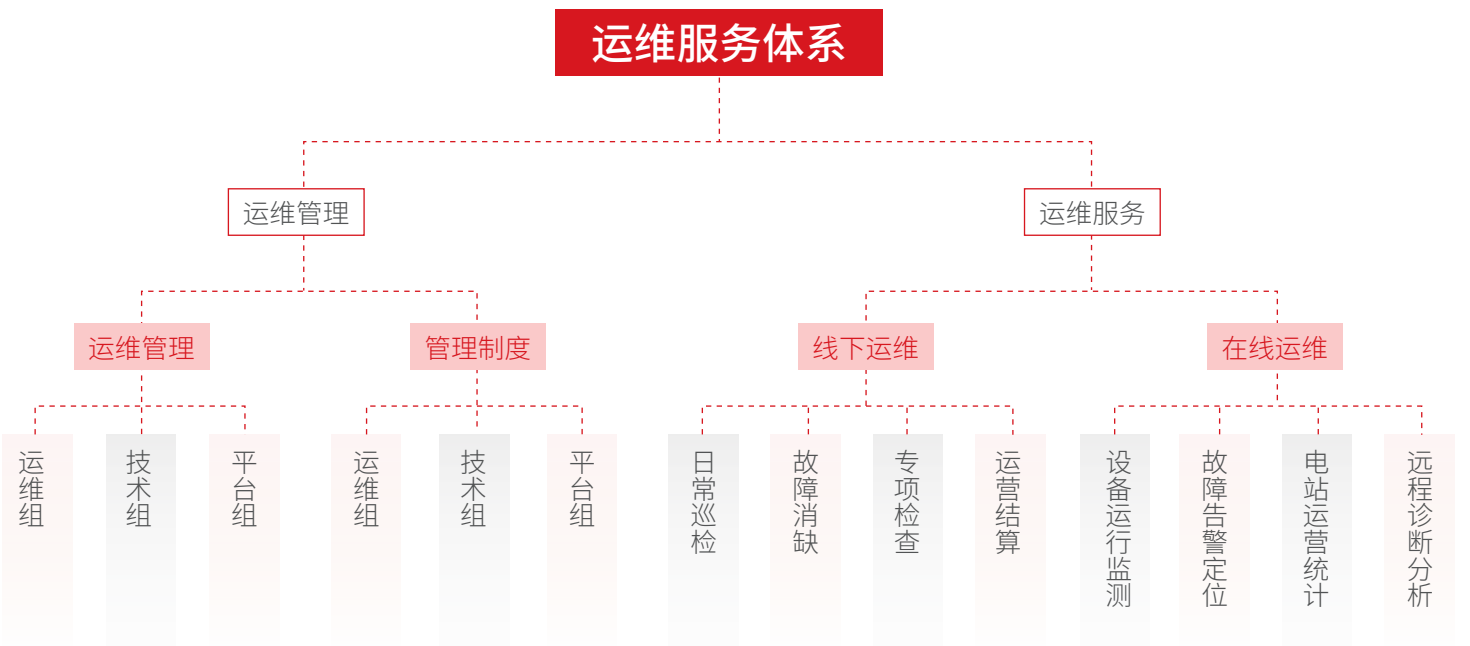 运维服务体系
运维管理
运维服务
运维管理
管理制度
线下运维
在线运维
运维组
技术组
平台组
运维组
技术组
平台组
日常巡检
故障消缺
专项检查
运营结算
设备运行监测
故障告警定位
电站运营统计
远程诊断分析